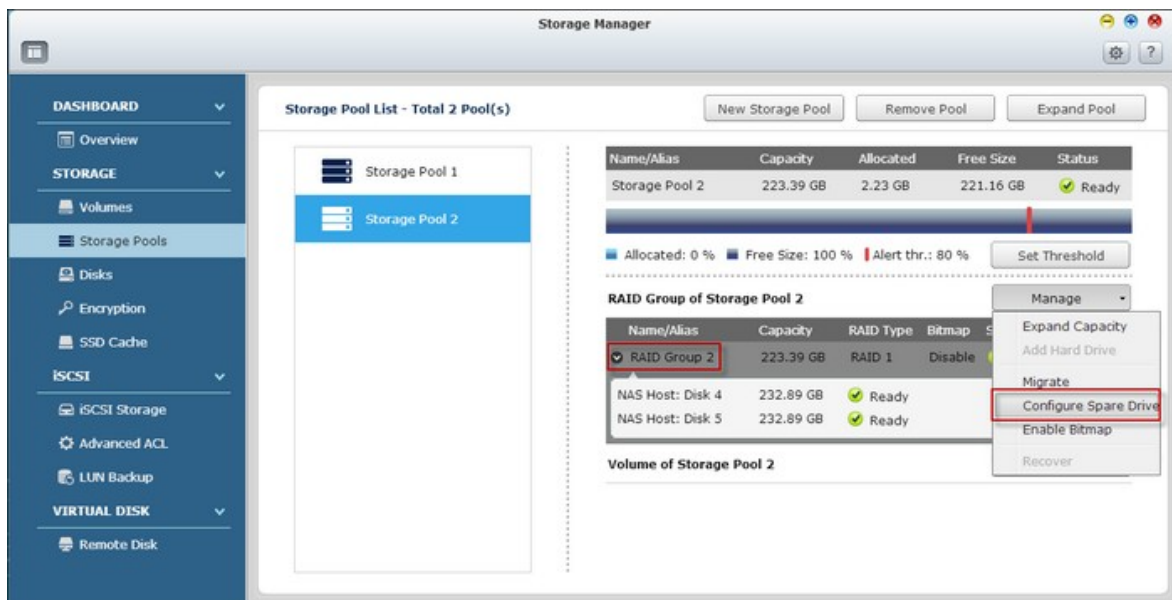 Storage Manager
?
DASHBOARD
Overview
STORAGE
Volumes
Storage Pools
Disks
Encryption
SSD Cache
iSCSI
iSCSI Storage
Advanced ACL
LUN Backup
VIRTUAL DISK
Remote Disk
Storage Pool List - Total 2 Pool(s)
New Storage Pool Remove Pool Expand Pool
Storage Pool 1
Storage Pool 2
Name/Alias Capacity Allocated Free Size Status
Storage Pool 2 223.39 GB 2.23 GB 221.16 GB Ready
Allocated: 0 % Free Size: 100 % Alert thr.: 80 % Set Threshold
RAID Group of Storage Pool 2 Manage
Name/Alias Capacity RAID Type Bitmap S
RAID Group 2 223.39 GB RAID 1 Disable
NAS Host: Disk 4 232.89 GB Ready
NAS Host: Disk 5 232.89 GB Ready
Expand Capacity
Add Hard Drive
Migrate
Configure Spare Drive
Enable Bitmap
Recover
Volume of Storage Pool 2